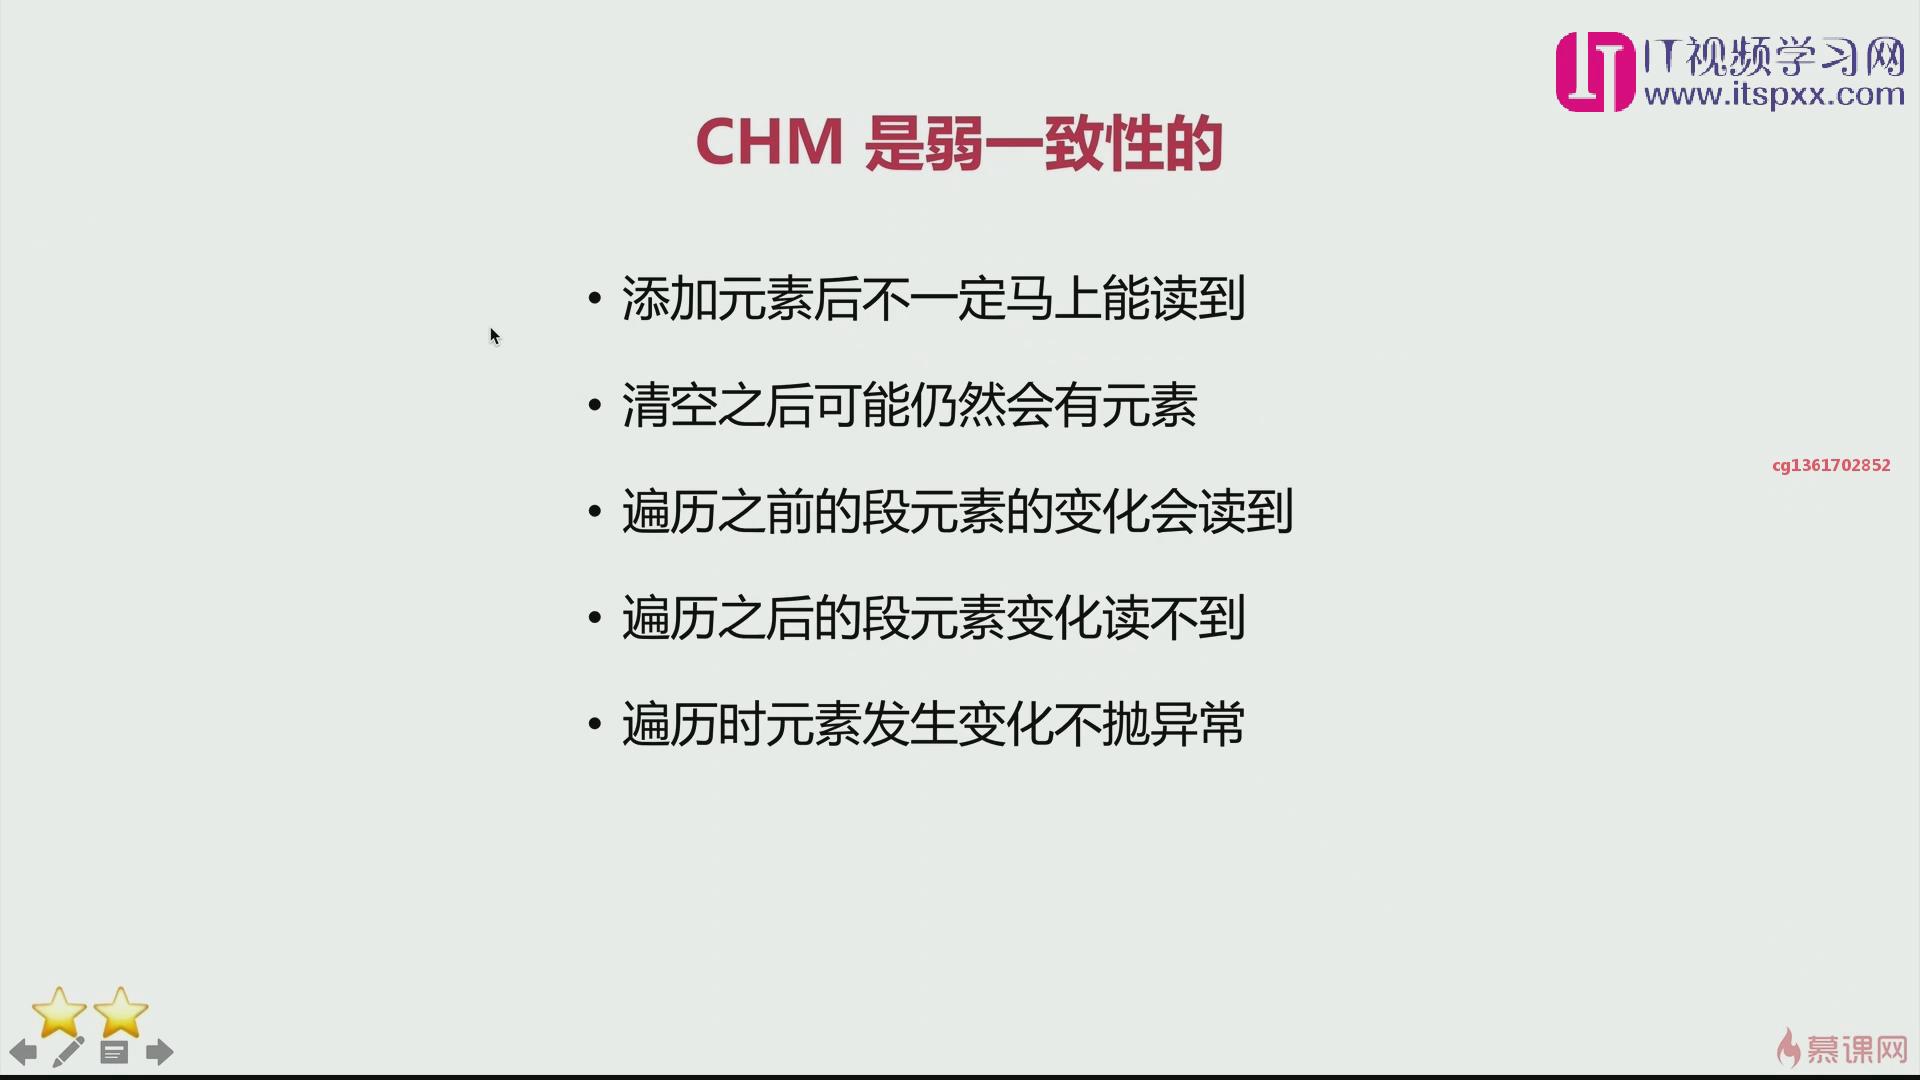 IT视频学习网
www.itspxx.com
CHM 是弱一致性的
• 添加元素后不一定马上能读到
• 清空之后可能仍然会有元素
cg1361702852
• 遍历之前的段元素的变化会读到
• 遍历之后的段元素变化读不到
• 遍历时元素发生变化不抛异常
慕课网